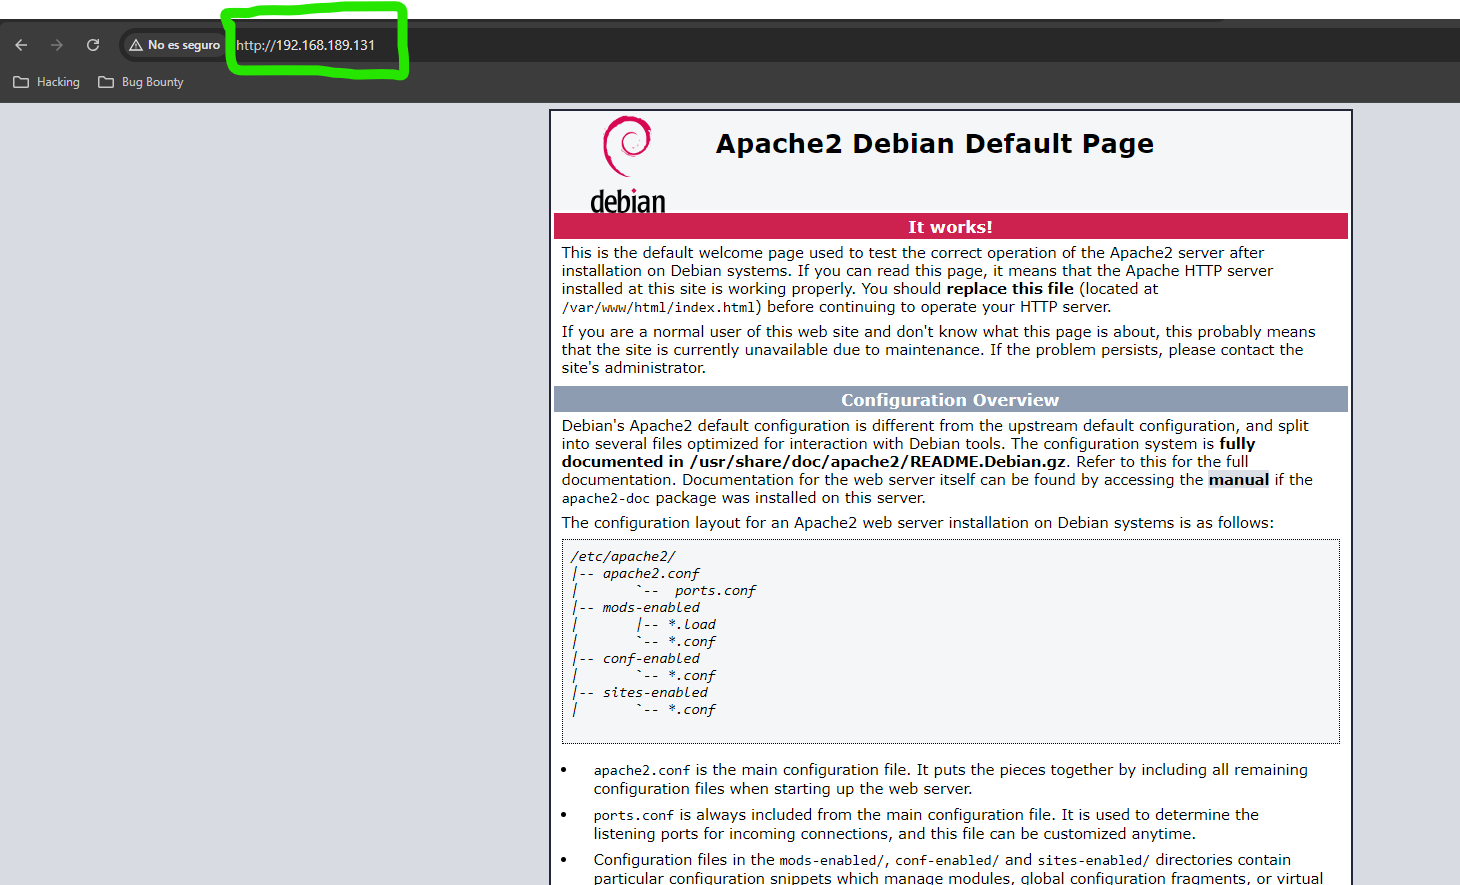 No es seguro http://192.168.189.131
Hacking Bug Bounty
debian
Apache2 Debian Default Page
It works!
This is the default welcome page used to test the correct operation of the Apache2 server after
installation on Debian systems. If you can read this page, it means that the Apache HTTP server
installed at this site is working properly. You should replace this file (located at
/var/www/html/index.html) before continuing to operate your HTTP server.
If you are a normal user of this web site and don't know what this page is about, this probably means
that the site is currently unavailable due to maintenance. If the problem persists, please contact the
site's administrator.
Configuration Overview
Debian's Apache2 default configuration is different from the upstream default configuration, and split
into several files optimized for interaction with Debian tools. The configuration system is fully
documented in /usr/share/doc/apache2/README.Debian.gz. Refer to this for the full
documentation. Documentation for the web server itself can be found by accessing the manual if the
apache2-doc package was installed on this server.
The configuration layout for an Apache2 web server installation on Debian systems is as follows:
/etc/apache2/
|-- apache2.conf
|       `--  ports.conf
|-- mods-enabled
|       |-- *.load
|       `-- *.conf
|-- conf-enabled
|       `-- *.conf
|-- sites-enabled
|       `-- *.conf
• apache2.conf is the main configuration file. It puts the pieces together by including all remaining
configuration files when starting up the web server.
• ports.conf is always included from the main configuration file. It is used to determine the
listening ports for incoming connections, and this file can be customized anytime.
• Configuration files in the mods-enabled/, conf-enabled/ and sites-enabled/ directories contain
particular configuration snippets which manage modules, global configuration fragments, or virtual